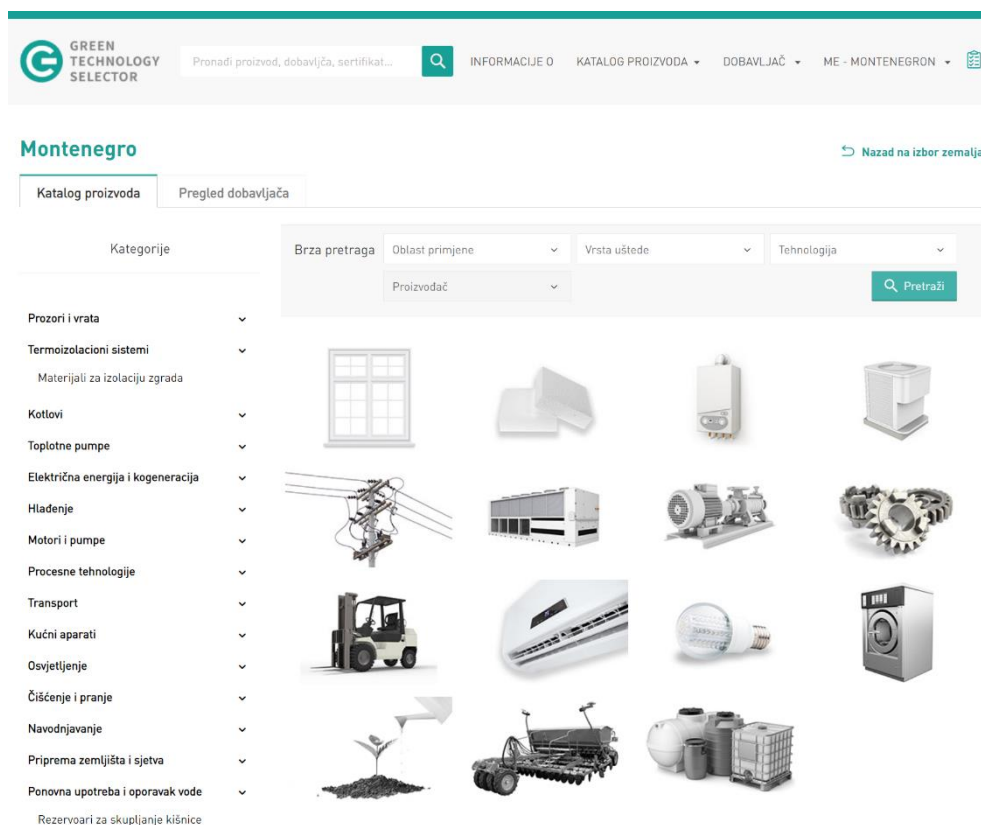 GREEN
TECHNOLOGY
SELECTOR
Pronađi proizvod, dobavljča, sertifikat...
INFORMACIJE O
KATALOG PROIZVODA
DOBAVLJAČ
ME - MONTENEGRON
Montenegro
Nazad na izbor zemalja
Katalog proizvoda
Pregled dobavljača
Kategorije
Brza pretraga
Oblast primjene
Vrsta uštede
Tehnologija
Proizvođač
Pretraži
Prozori i vrata
Termoizolacioni sistemi
Materijali za izolaciju zgrada
Kotlovi
Toplotne pumpe
Električna energija i kogeneracija
Hlađenje
Motori i pumpe
Procesne tehnologije
Transport
Kućni aparati
Osvjetljenje
Čišćenje i pranje
Navodnjavanje
Priprema zemljišta i sjetva
Ponovna upotreba i oporavak vode
Rezervoari za skupljanje kišnice